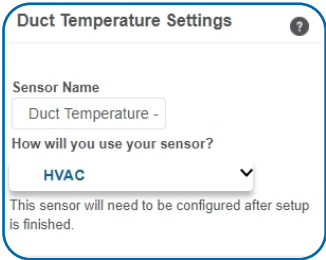 Duct Temperature Settings
?
Sensor Name
Duct Temperature -
How will you use your sensor?
HVAC
This sensor will need to be configured after setup
is finished.